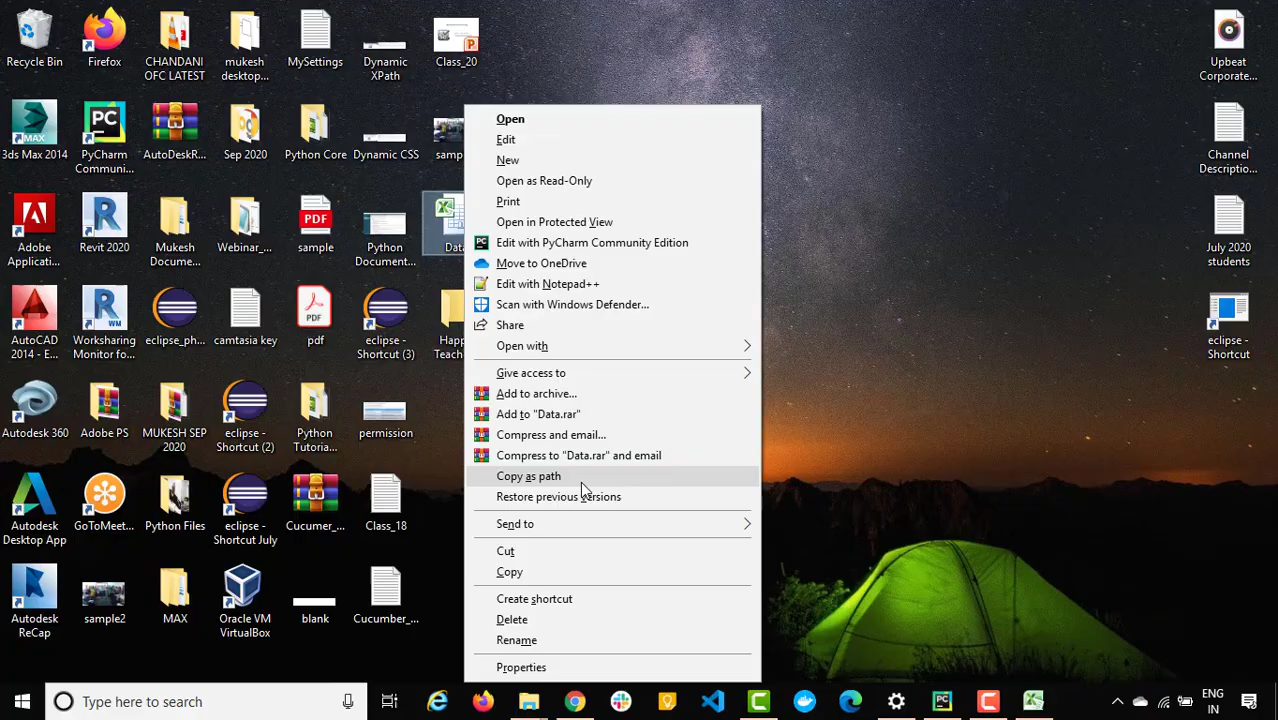 Recycle Bin
Firefox
CHANDANI
OFC LATEST
mukesh
desktop...
MySettings
Dynamic
XPath
P
Class_20
Upbeat
Corporate...
MAX
3ds Max 2014
PC
PyCharm
Communi...
AutoDeskR...
Sep 2020
Python Core
Dynamic CSS
Channel
Descriptio...
Adobe
Applicati...
R
Revit 2020
Mukesh
Docume...
Webinar_...
PDF
sample
Python
Document...
July 2020
students
AutoCAD
2014 - E...
R
WM
Worksharing
Monitor fo...
eclipse_ph...
camtasia key
PDF
pdf
eclipse -
Shortcut (3)
eclipse -
Shortcut
Autodesk 360
Adobe PS
MUKESH SEP
2020
eclipse -
Shortcut (2)
Python
Tutoria...
permission
Autodesk
Desktop App
GoToMeet...
Python Files
eclipse -
Shortcut July
Cucumer_...
Class_18
Autodesk
ReCap
sample2
MAX
Oracle VM
VirtualBox
blank
Cucumber_...
Open
Edit
New
Open as Read-Only
Print
Open in Protected View
PC Edit with PyCharm Community Edition
Move to OneDrive
Edit with Notepad++
Scan with Windows Defender...
Share
Open with
Give access to
Add to archive...
Add to "Data.rar"
Compress and email...
Compress to "Data.rar" and email
Copy as path
Restore previous versions
Send to
Cut
Copy
Create shortcut
Delete
Rename
Properties
Type here to search
PC
ENG
IN